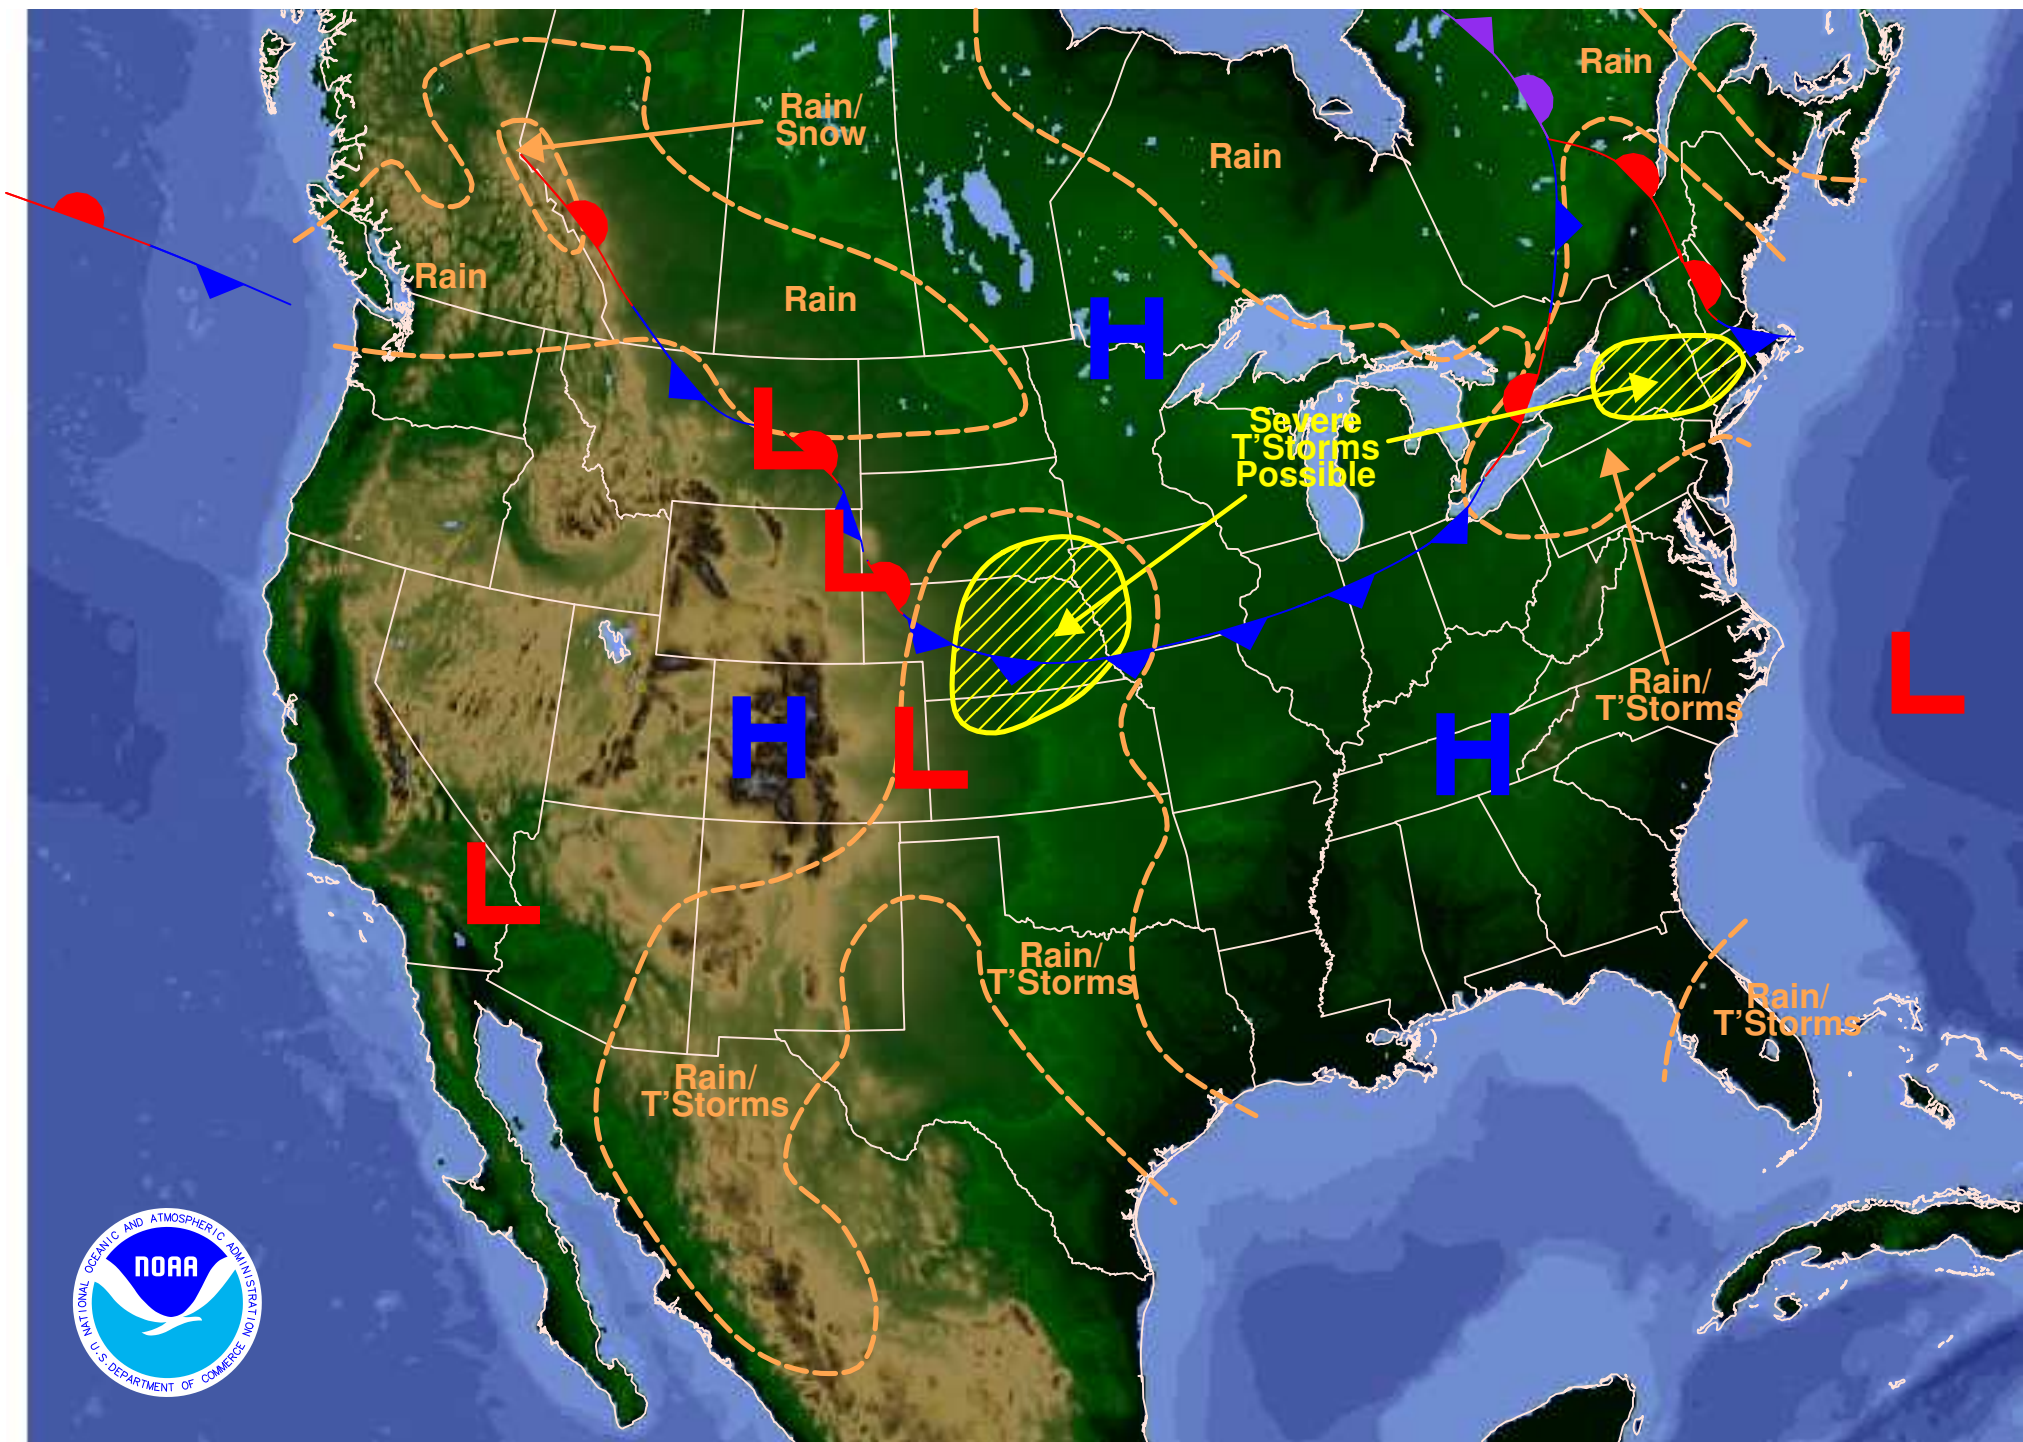 Rain
Rain/
Snow
Rain
Rain
Rain
H
L
Severe
T'Storms
Possible
L
L
Rain/
T'Storms
H
L
H
L
Rain/
T'Storms
Rain/
T'Storms
Rain/
T'Storms
NATIONAL OCEANIC AND ATMOSPHERIC ADMINISTRATION
NOAA
U.S. DEPARTMENT OF COMMERCE